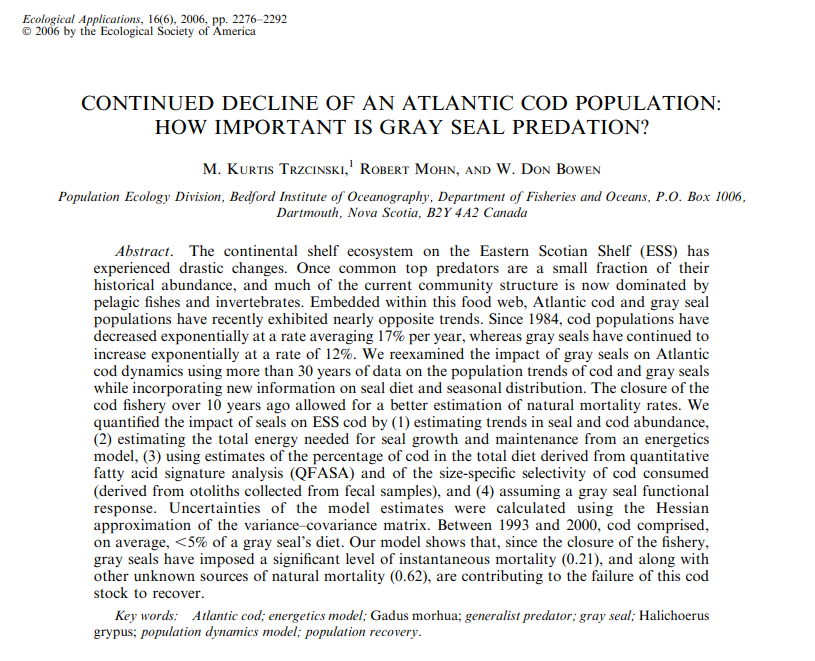 Ecological Applications, 16(6), 2006, pp. 2276–2292
© 2006 by the Ecological Society of America
CONTINUED DECLINE OF AN ATLANTIC COD POPULATION:
HOW IMPORTANT IS GRAY SEAL PREDATION?
M. KURTIS TRZCINSKI,1 ROBERT MOHN, AND W. DON BOWEN
Population Ecology Division, Bedford Institute of Oceanography, Department of Fisheries and Oceans, P.O. Box 1006,
Dartmouth, Nova Scotia, B2Y 4A2 Canada
Abstract. The continental shelf ecosystem on the Eastern Scotian Shelf (ESS) has
experienced drastic changes. Once common top predators are a small fraction of their
historical abundance, and much of the current community structure is now dominated by
pelagic fishes and invertebrates. Embedded within this food web, Atlantic cod and gray seal
populations have recently exhibited nearly opposite trends. Since 1984, cod populations have
decreased exponentially at a rate averaging 17% per year, whereas gray seals have continued to
increase exponentially at a rate of 12%. We reexamined the impact of gray seals on Atlantic
cod dynamics using more than 30 years of data on the population trends of cod and gray seals
while incorporating new information on seal diet and seasonal distribution. The closure of the
cod fishery over 10 years ago allowed for a better estimation of natural mortality rates. We
quantified the impact of seals on ESS cod by (1) estimating trends in seal and cod abundance,
(2) estimating the total energy needed for seal growth and maintenance from an energetics
model, (3) using estimates of the percentage of cod in the total diet derived from quantitative
fatty acid signature analysis (QFASA) and of the size-specific selectivity of cod consumed
(derived from otoliths collected from fecal samples), and (4) assuming a gray seal functional
response. Uncertainties of the model estimates were calculated using the Hessian
approximation of the variance–covariance matrix. Between 1993 and 2000, cod comprised,
on average, <5% of a gray seal's diet. Our model shows that, since the closure of the fishery,
gray seals have imposed a significant level of instantaneous mortality (0.21), and along with
other unknown sources of natural mortality (0.62), are contributing to the failure of this cod
stock to recover.
Key words: Atlantic cod; energetics model; Gadus morhua; generalist predator; gray seal; Halichoerus
grypus; population dynamics model; population recovery.